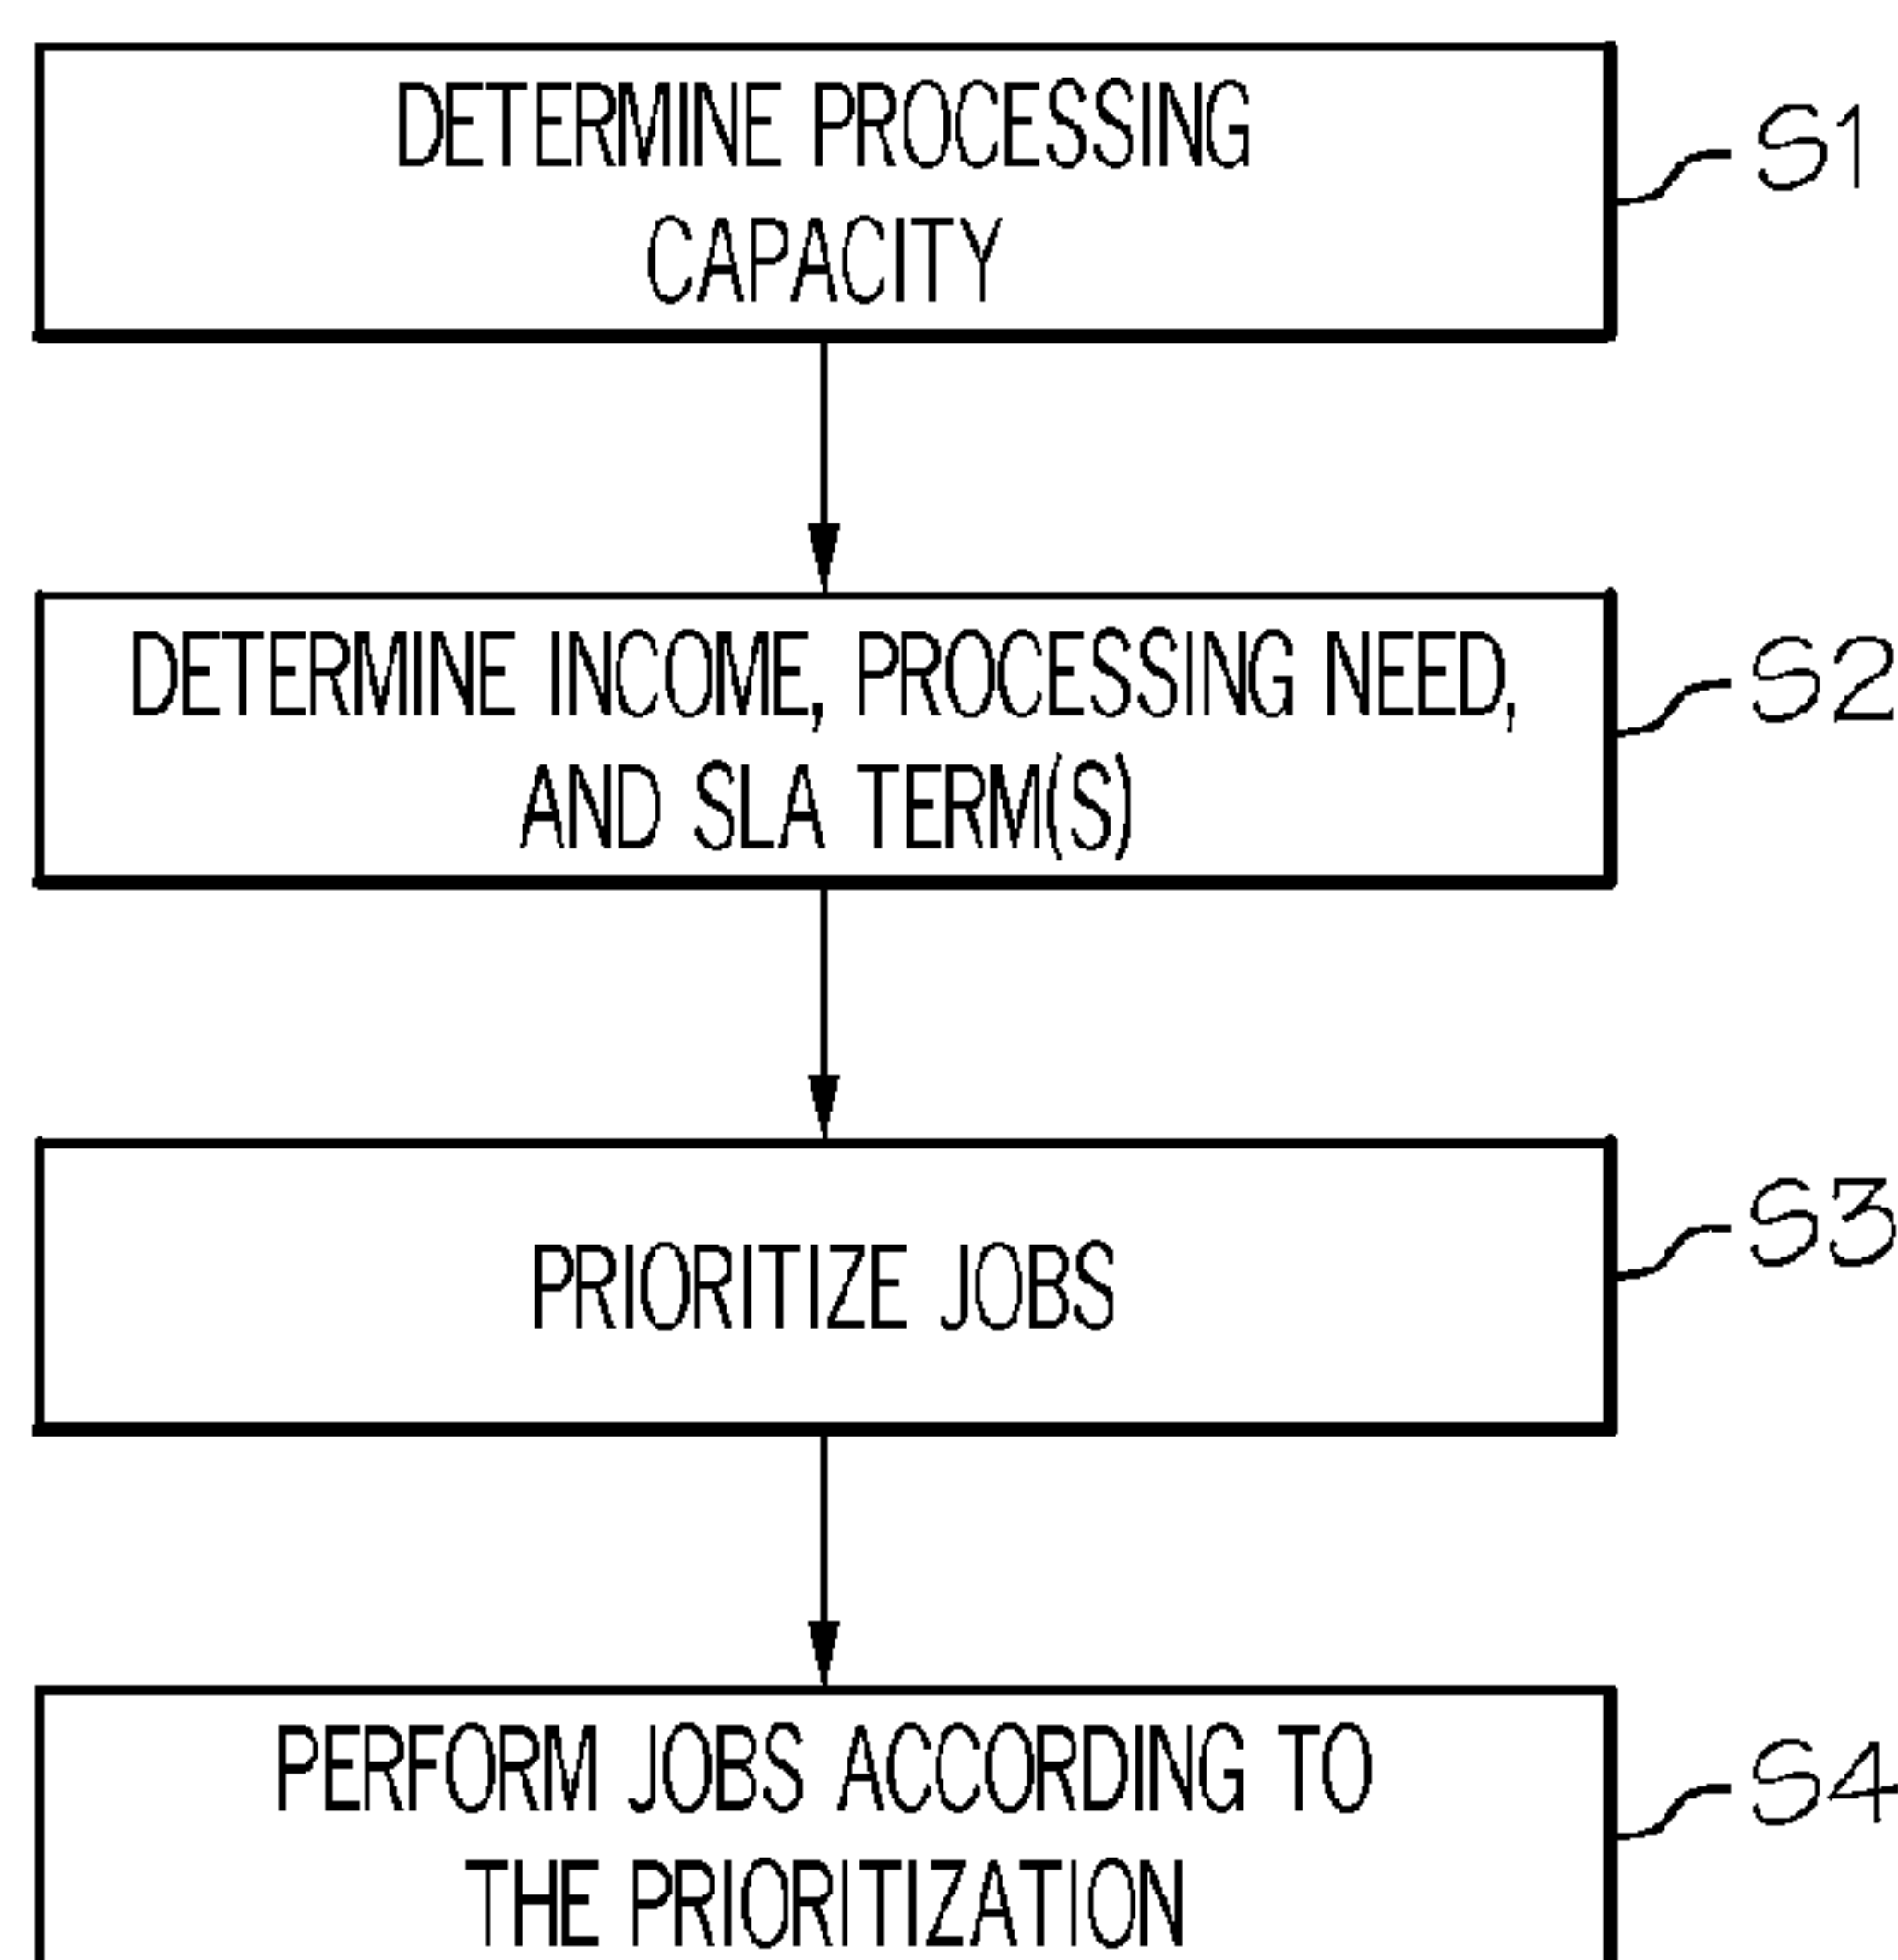 DETERMINE PROCESSING
CAPACITY
S1
DETERMINE INCOME, PROCESSING NEED,
AND SLA TERM(S)
S2
PRIORITIZE JOBS
S3
PERFORM JOBS ACCORDING TO
THE PRIORITIZATION
S4